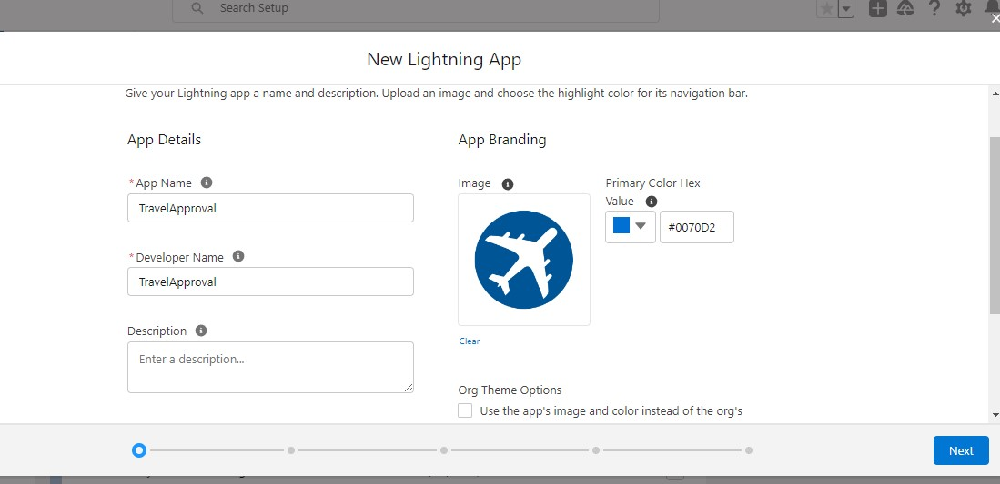 Search Setup
New Lightning App
Give your Lightning app a name and description. Upload an image and choose the highlight color for its navigation bar.
App Details
* App Name
TravelApproval
* Developer Name
TravelApproval
Description
Enter a description...
App Branding
Image
Clear
Primary Color Hex
Value
#0070D2
Org Theme Options
Use the app's image and color instead of the org's
Next